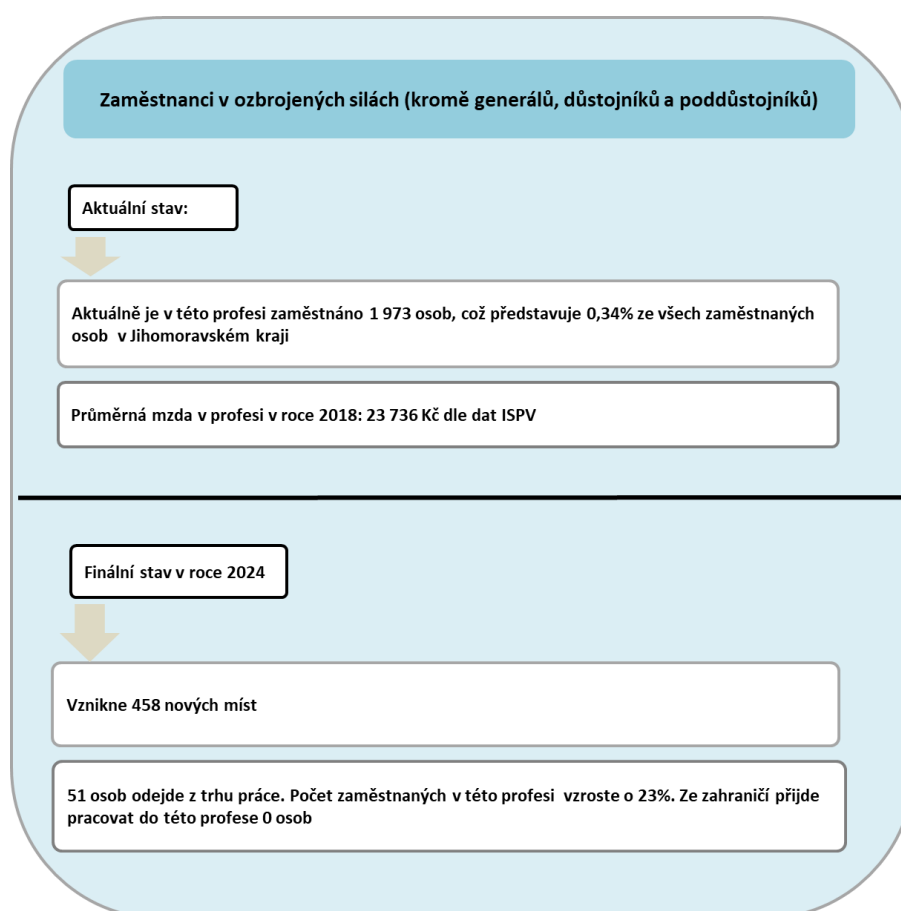 Zaměstnanci v ozbrojených silách (kromě generálů, důstojníků a poddůstojníků)
Aktuální stav:
Aktuálně je v této profesi zaměstnáno 1 973 osob, což představuje 0,34% ze všech zaměstnaných
osob v Jihomoravském kraji
Průměrná mzda v profesi v roce 2018: 23 736 Kč dle dat ISPV
Finální stav v roce 2024
Vznikne 458 nových míst
51 osob odejde z trhu práce. Počet zaměstnaných v této profesi vzroste o 23%. Ze zahraničí přijde
pracovat do této profese 0 osob